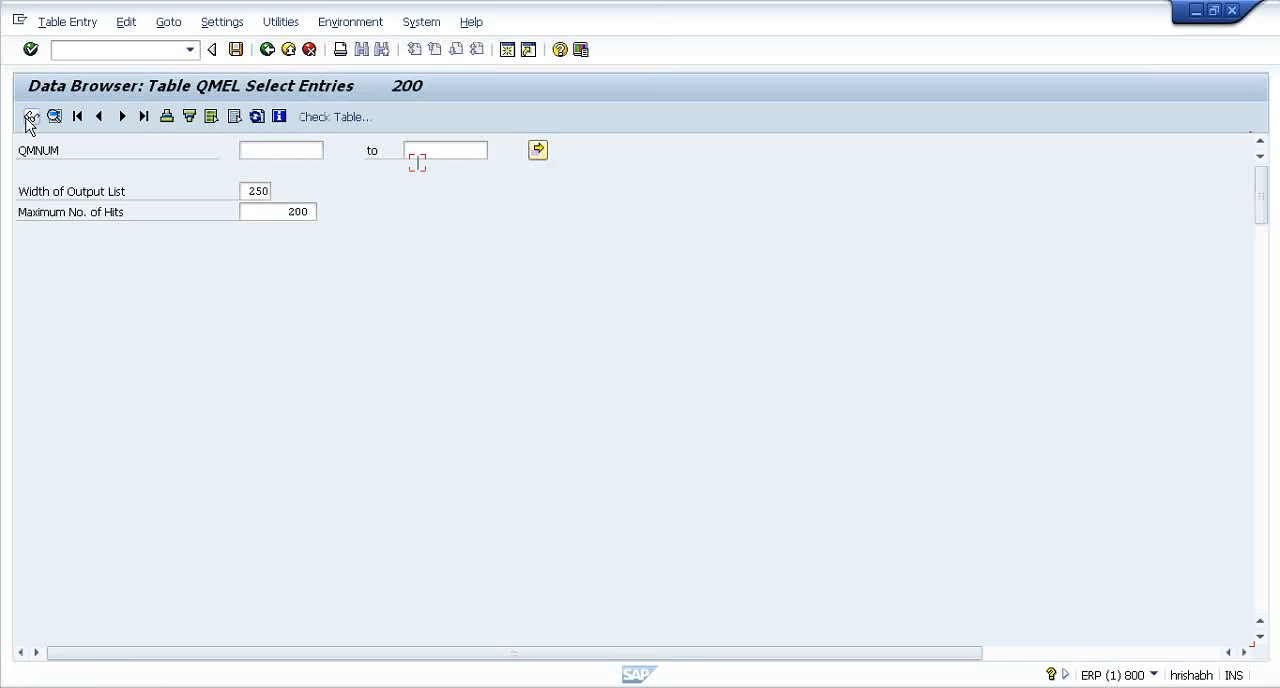 Table Entry Edit Goto Settings Utilities Environment System Help
Data Browser: Table QMEL Select Entries 200
Check Table...
QMNUM to
Width of Output List 250
Maximum No. of Hits 200
SAP ERP (1) 800 hrishabh INS